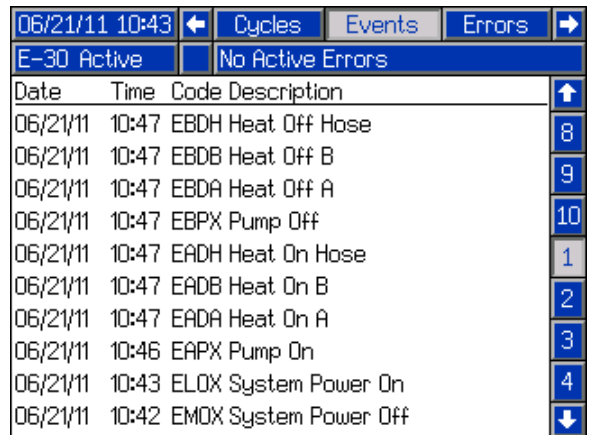 06/21/11 10:43 Cycles Events Errors
E-30 Active No Active Errors
Date Time Code Description
06/21/11 10:47 EBDH Heat Off Hose
06/21/11 10:47 EBDB Heat Off B
06/21/11 10:47 EBDA Heat Off A
06/21/11 10:47 EBPX Pump Off
06/21/11 10:47 EADH Heat On Hose
06/21/11 10:47 EADB Heat On B
06/21/11 10:47 EADA Heat On A
06/21/11 10:46 EAPX Pump On
06/21/11 10:43 EL0X System Power On
06/21/11 10:42 EM0X System Power Off
8
9
10
1
2
3
4